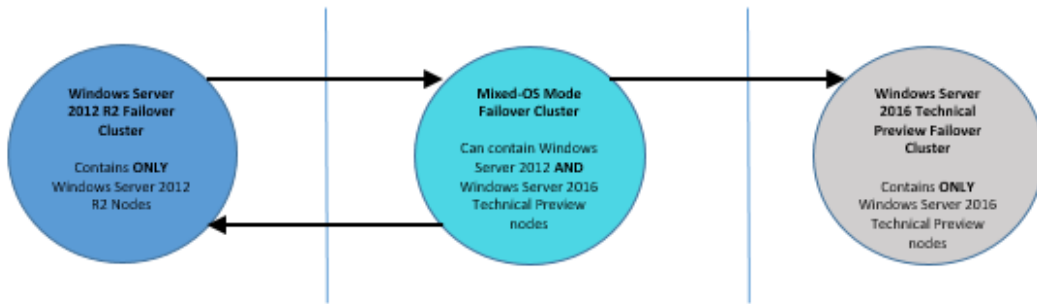 Windows Server
2012 R2 Failover
Cluster
Contains ONLY
Windows Server 2012
R2 Nodes
Mixed-OS Mode
Failover Cluster
Can contain Windows
Server 2012 AND
Windows Server 2016
Technical Preview
nodes
Windows Server
2016 Technical
Preview Failover
Cluster
Contains ONLY
Windows Server 2016
Technical Preview
nodes